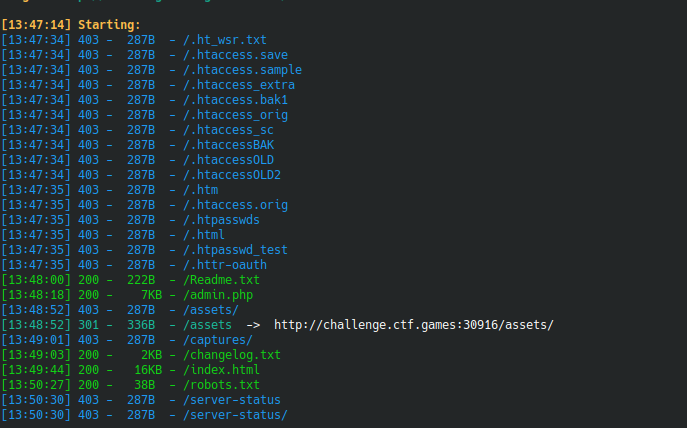 [13:47:14] Starting:
[13:47:34] 403 - 287B - /.ht_wsr.txt
[13:47:34] 403 - 287B - /.htaccess.save
[13:47:34] 403 - 287B - /.htaccess.sample
[13:47:34] 403 - 287B - /.htaccess_extra
[13:47:34] 403 - 287B - /.htaccess.bak1
[13:47:34] 403 - 287B - /.htaccess_orig
[13:47:34] 403 - 287B - /.htaccess_sc
[13:47:34] 403 - 287B - /.htaccessBAK
[13:47:34] 403 - 287B - /.htaccessOLD
[13:47:34] 403 - 287B - /.htaccessOLD2
[13:47:35] 403 - 287B - /.htm
[13:47:35] 403 - 287B - /.htaccess.orig
[13:47:35] 403 - 287B - /.htpasswds
[13:47:35] 403 - 287B - /.html
[13:47:35] 403 - 287B - /.htpasswd_test
[13:47:35] 403 - 287B - /.httr-oauth
[13:48:00] 200 - 222B - /Readme.txt
[13:48:18] 200 - 7KB - /admin.php
[13:48:52] 403 - 287B - /assets/
[13:48:52] 301 - 336B - /assets -> http://challenge.ctf.games:30916/assets/
[13:49:01] 403 - 287B - /captures/
[13:49:03] 200 - 2KB - /changelog.txt
[13:49:44] 200 - 16KB - /index.html
[13:50:27] 200 - 38B - /robots.txt
[13:50:30] 403 - 287B - /server-status
[13:50:30] 403 - 287B - /server-status/